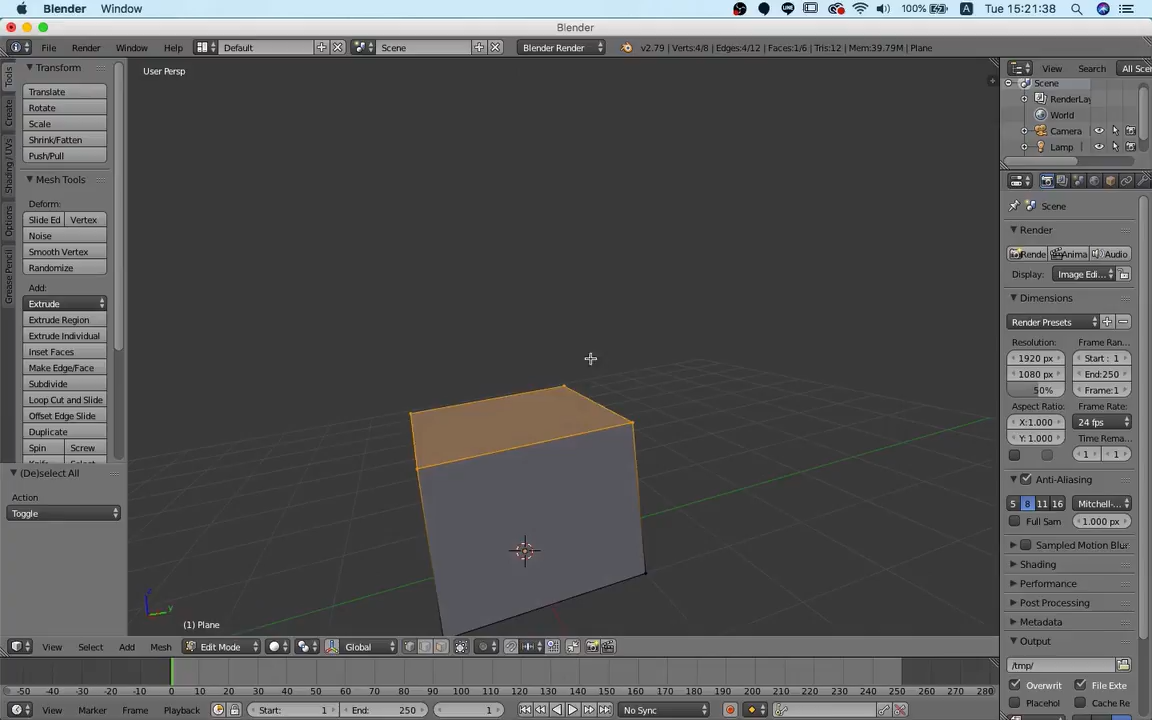 Blender Window 100% A Tue 15:21:38
Blender
File Render Window Help Default Scene Blender Render v2.79 | Verts:4/8 | Edges:4/12 | Faces:1/6 | Tris:12 | Mem:39.79M | Plane
Tools
Create
Shading / UVs
Options
Grease Pencil
Transform
Translate
Rotate
Scale
Shrink/Fatten
Push/Pull
Mesh Tools
Deform:
Slide Ed Vertex
Noise
Smooth Vertex
Randomize
Add:
Extrude
Extrude Region
Extrude Individual
Inset Faces
Make Edge/Face
Subdivide
Loop Cut and Slide
Offset Edge Slide
Duplicate
Spin Screw
(De)select All
Action
Toggle
User Persp
z
y
(1) Plane
View Select Add Mesh Edit Mode Global
-50 -40 -30 -20 -10 0 10 20 30 40 50 60 70 80 90 100 110 120 130 140 150 160 170 180 190 200 210 220 230 240 250 260 270 280
View Marker Frame Playback Start: 1 End: 250 1 No Sync
View Search All Sce
Scene
RenderLay
World
Camera
Lamp
Scene
Render
Rende Anima Audio
Display: Image Edi...
Dimensions
Render Presets
Resolution: Frame Ran...
1920 px Start : 1
1080 px End:250
50% Frame:1
Aspect Ratio: Frame Rate:
X:1.000 24 fps
Y: 1.000 Time Rema...
1 1
Anti-Aliasing
5 8 11 16 Mitchell-...
Full Sam 1.000 px
Sampled Motion Blur
Shading
Performance
Post Processing
Metadata
Output
/tmp/
Overwrit File Exte
Placehol Cache Re